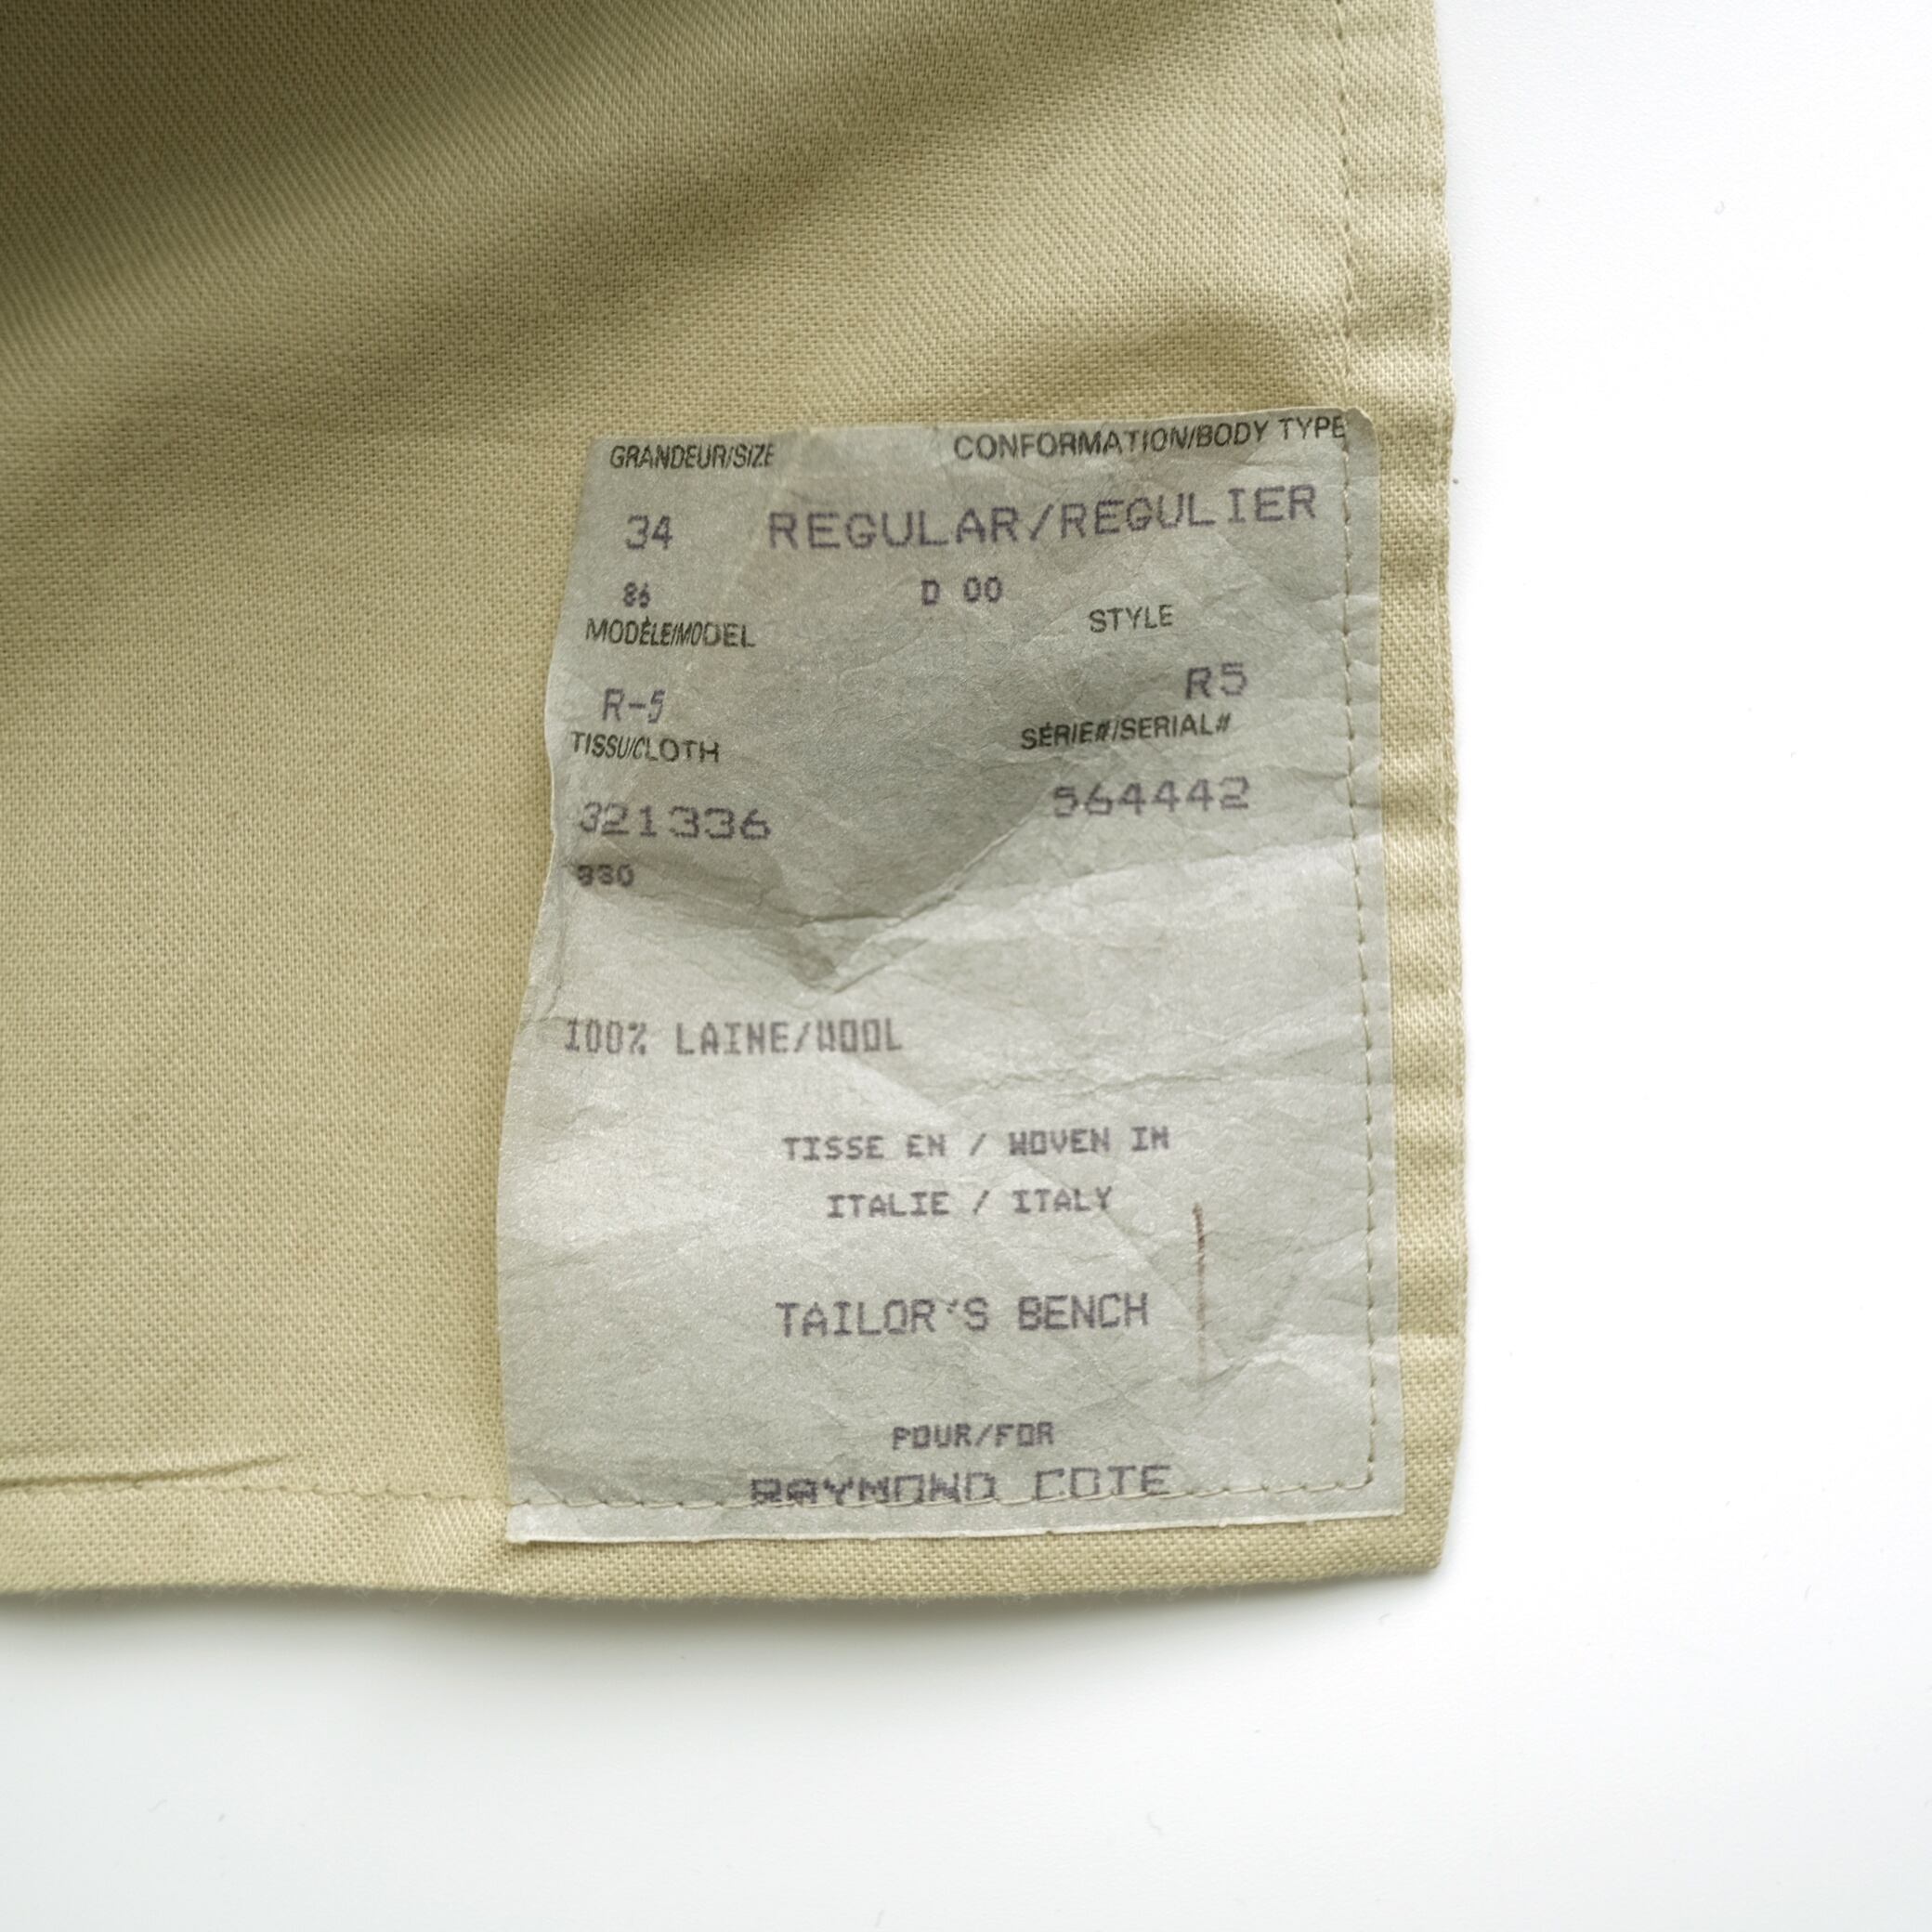 GRANDEUR/SIZE CONFORMATION/BODY TYPE
34 REGULAR/REGULIER
86 D 00
MODÈLE/MODEL STYLE
R-5 R5
TISSU/CLOTH SÉRIE#/SERIAL#
321336 564442
330
100% LAINE/WOOL
TISSE EN / WOVEN IN
ITALIE / ITALY
TAILOR'S BENCH
POUR/FOR
RAYMOND COTE